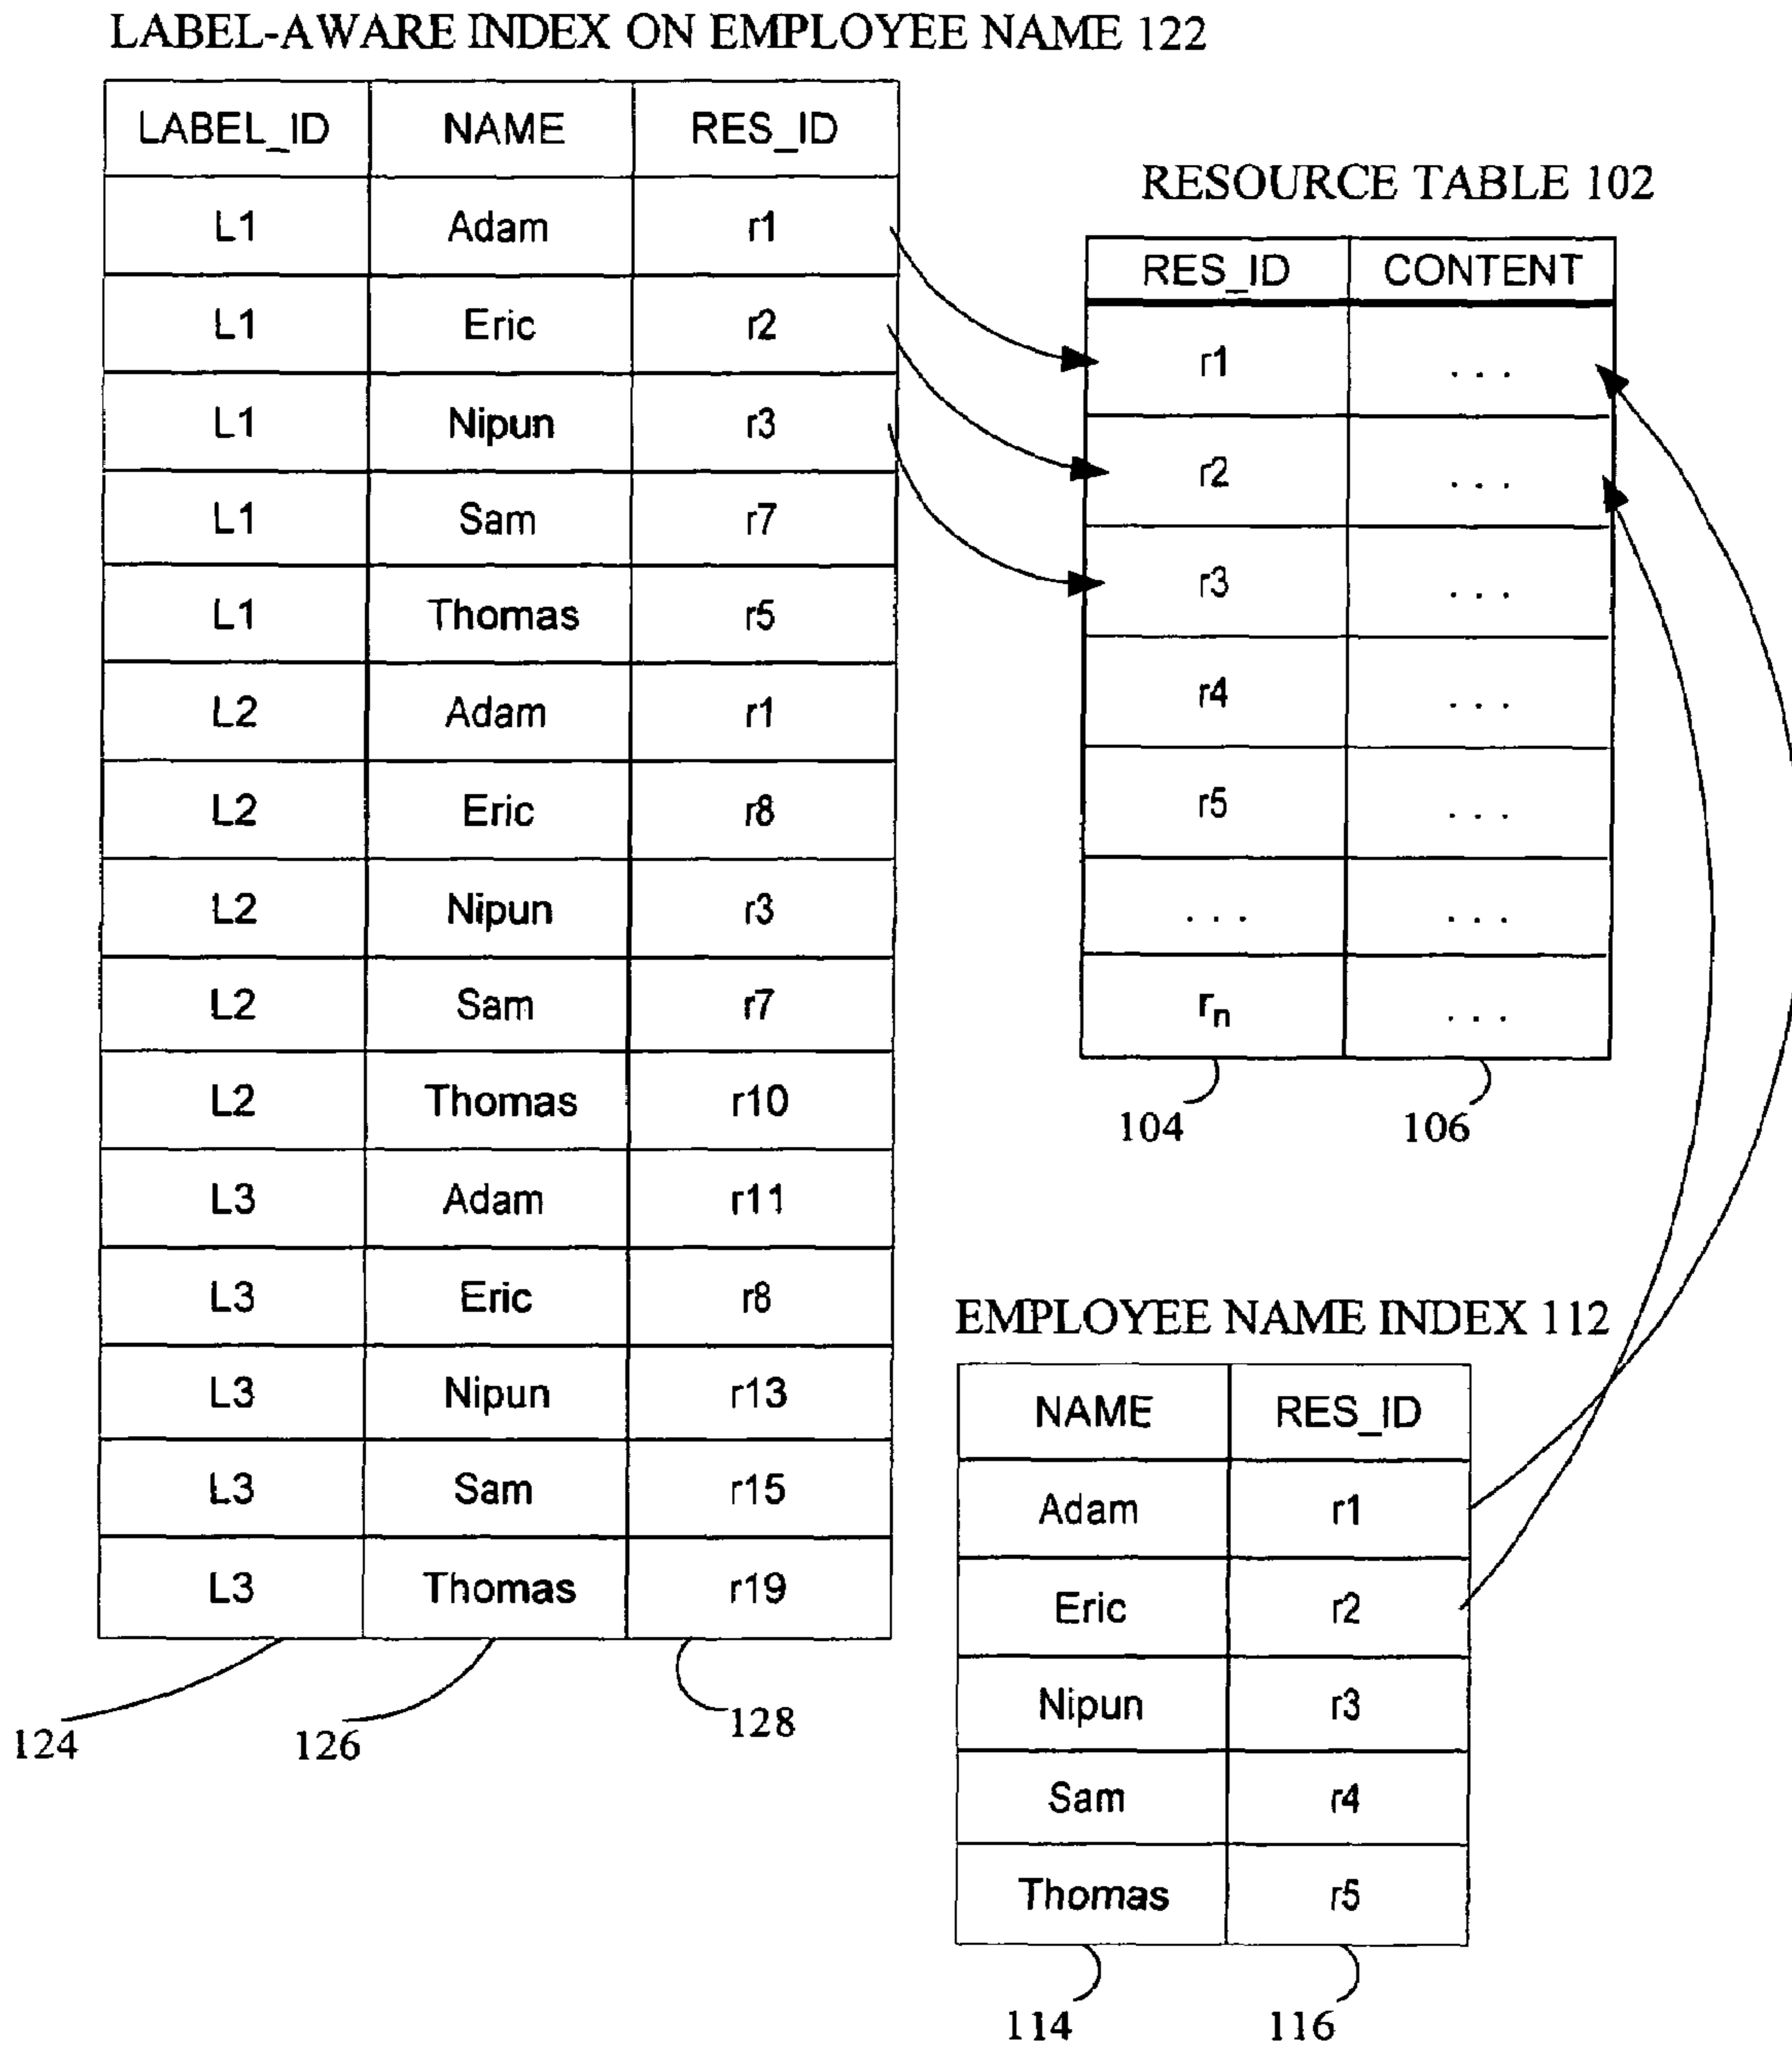 LABEL-AWARE INDEX ON EMPLOYEE NAME 122
LABEL_ID NAME RES_ID
L1 Adam r1
L1 Eric r2
L1 Nipun r3
L1 Sam r7
L1 Thomas r5
L2 Adam r1
L2 Eric r8
L2 Nipun r3
L2 Sam r7
L2 Thomas r10
L3 Adam r11
L3 Eric r8
L3 Nipun r13
L3 Sam r15
L3 Thomas r19
124 126 128
RESOURCE TABLE 102
RES_ID CONTENT
r1 ...
r2 ...
r3 ...
r4 ...
r5 ...
... ...
rn ...
104 106
EMPLOYEE NAME INDEX 112
NAME RES_ID
Adam r1
Eric r2
Nipun r3
Sam r4
Thomas r5
114 116